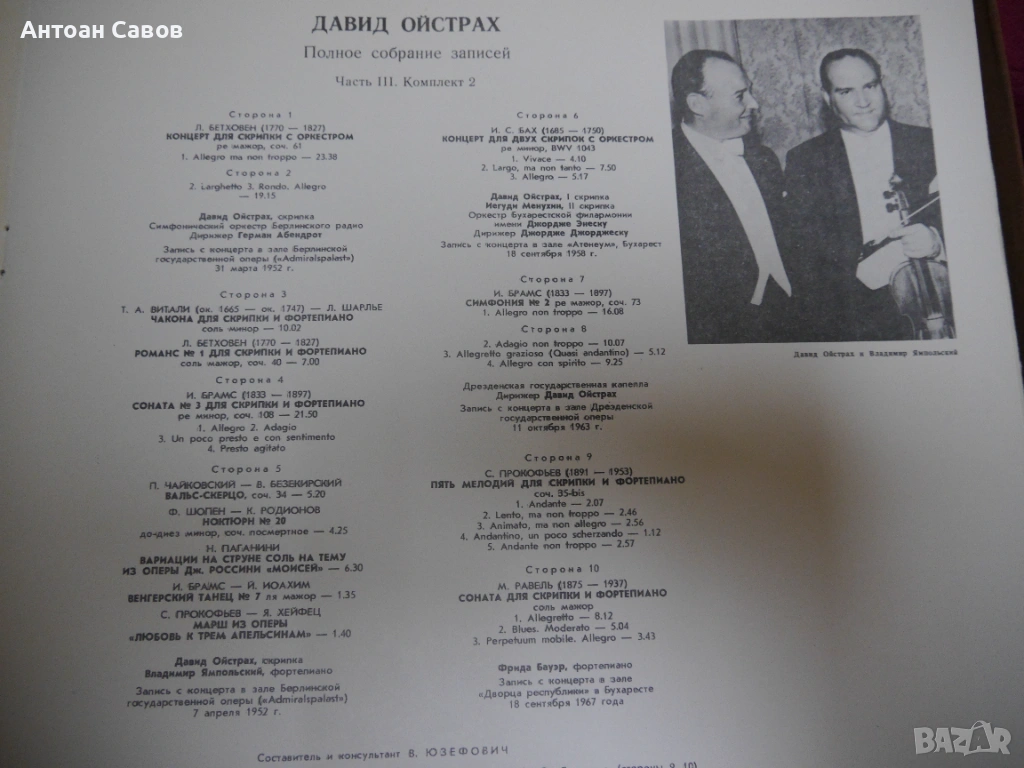 Антоан Савов
ДАВИД ОЙСТРАХ
Полное собрание записей
Часть III. Комплект 2
Сторона 1
Л. БЕТХОВЕН (1770 — 1827)
КОНЦЕРТ ДЛЯ СКРИПКИ С ОРКЕСТРОМ
ре мажор, соч. 61
1. Allegro ma non troppo — 23.38
Сторона 2
2. Larghetto 3. Rondo. Allegro
— 19.15
Давид Ойстрах, скрипка
Симфонический оркестр Берлинского радио
Дирижер Герман Абендрот
Запись с концерта в зале Берлинской
государственной оперы («Admiralspalast»)
31 марта 1952 г.
Сторона 3
Т. А. ВИТАЛИ (ок. 1665 — ок. 1747) — Л. ШАРЛЬЕ
ЧАКОНА ДЛЯ СКРИПКИ И ФОРТЕПИАНО
соль минор — 10.02
Л. БЕТХОВЕН (1770 — 1827)
РОМАНС № 1 ДЛЯ СКРИПКИ И ФОРТЕПИАНО
соль мажор, соч. 40 — 7.00
Сторона 4
И. БРАМС (1833 — 1897)
СОНАТА № 3 ДЛЯ СКРИПКИ И ФОРТЕПИАНО
ре минор, соч. 108 — 21.50
1. Allegro 2. Adagio
3. Un poco presto e con sentimento
4. Presto agitato
Сторона 5
П. ЧАЙКОВСКИЙ — В. БЕЗЕКИРСКИЙ
ВАЛЬС-СКЕРЦО, соч. 34 — 5.20
Ф. ШОПЕН — К. РОДИОНОВ
НОКТЮРН № 20
до-диез минор, соч. посмертное — 4.25
Н. ПАГАНИНИ
ВАРИАЦИИ НА СТРУНЕ СОЛЬ НА ТЕМУ
ИЗ ОПЕРЫ Дж. РОССИНИ «МОИСЕЙ» — 6.30
И. БРАМС — Й. ИОАХИМ
ВЕНГЕРСКИЙ ТАНЕЦ № 7 ля мажор — 1.35
С. ПРОКОФЬЕВ — Я. ХЕЙФЕЦ
МАРШ ИЗ ОПЕРЫ
«ЛЮБОВЬ К ТРЕМ АПЕЛЬСИНАМ» — 1.40
Давид Ойстрах, скрипка
Владимир Ямпольский, фортепиано
Запись с концерта в зале Берлинской
государственной оперы («Admiralspalast»)
7 апреля 1952 г.
Сторона 6
И. С. БАХ (1685 — 1750)
КОНЦЕРТ ДЛЯ ДВУХ СКРИПОК С ОРКЕСТРОМ
ре минор, BWV 1043
1. Vivace — 4.10
2. Largo, ma non tanto — 7.50
3. Allegro — 5.17
Давид Ойстрах, I скрипка
Иегуди Менухин, II скрипка
Оркестр Бухарестской филармонии
имени Джордже Энеску
Дирижер Джордже Джорджеску
Запись с концерта в зале «Атенеум», Бухарест
18 сентября 1958 г.
Сторона 7
И. БРАМС (1833 — 1897)
СИМФОНИЯ № 2 ре мажор, соч. 73
1. Allegro non troppo — 16.08
Сторона 8
2. Adagio non troppo — 10.07
3. Allegretto grazioso (Quasi andantino) — 5.12
4. Allegro con spirito — 9.25
Дрезденская государственная капелла
Дирижер Давид Ойстрах
Запись с концерта в зале Дрезденской
государственной оперы
11 октября 1963 г.
Сторона 9
С. ПРОКОФЬЕВ (1891 — 1953)
ПЯТЬ МЕЛОДИЙ ДЛЯ СКРИПКИ И ФОРТЕПИАНО
соч. 35-bis
1. Andante — 2.07
2. Lento, ma non troppo — 2.46
3. Animato, ma non allegro — 2.56
4. Andantino, un poco scherzando — 1.12
5. Andante non troppo — 2.57
Сторона 10
М. РАВЕЛЬ (1875 — 1937)
СОНАТА ДЛЯ СКРИПКИ И ФОРТЕПИАНО
соль мажор
1. Allegretto — 8.12
2. Blues. Moderato — 5.04
3. Perpetuum mobile. Allegro — 3.43
Фрида Бауэр, фортепиано
Запись с концерта в зале
«Дворца республики» в Бухаресте
18 сентября 1967 года
Давид Ойстрах и Владимир Ямпольский
Составитель и консультант В. ЮЗЕФОВИЧ
(стороны 9, 10)
BAZAR